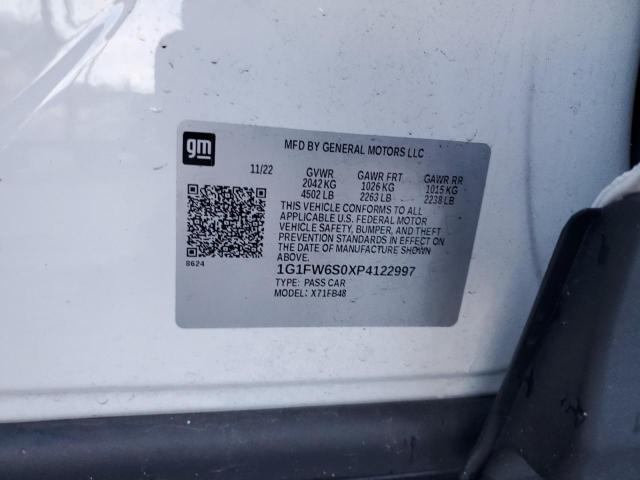 gm
MFD BY GENERAL MOTORS LLC
11/22 GVWR GAWR FRT GAWR RR
2042 KG 1026 KG 1015 KG
4502 LB 2263 LB 2238 LB
THIS VEHICLE CONFORMS TO ALL
APPLICABLE U.S. FEDERAL MOTOR
VEHICLE SAFETY, BUMPER, AND THEFT
PREVENTION STANDARDS IN EFFECT ON
THE DATE OF MANUFACTURE SHOWN
ABOVE.
8624
1G1FW6S0XP4122997
TYPE: PASS CAR
MODEL: X71FB48